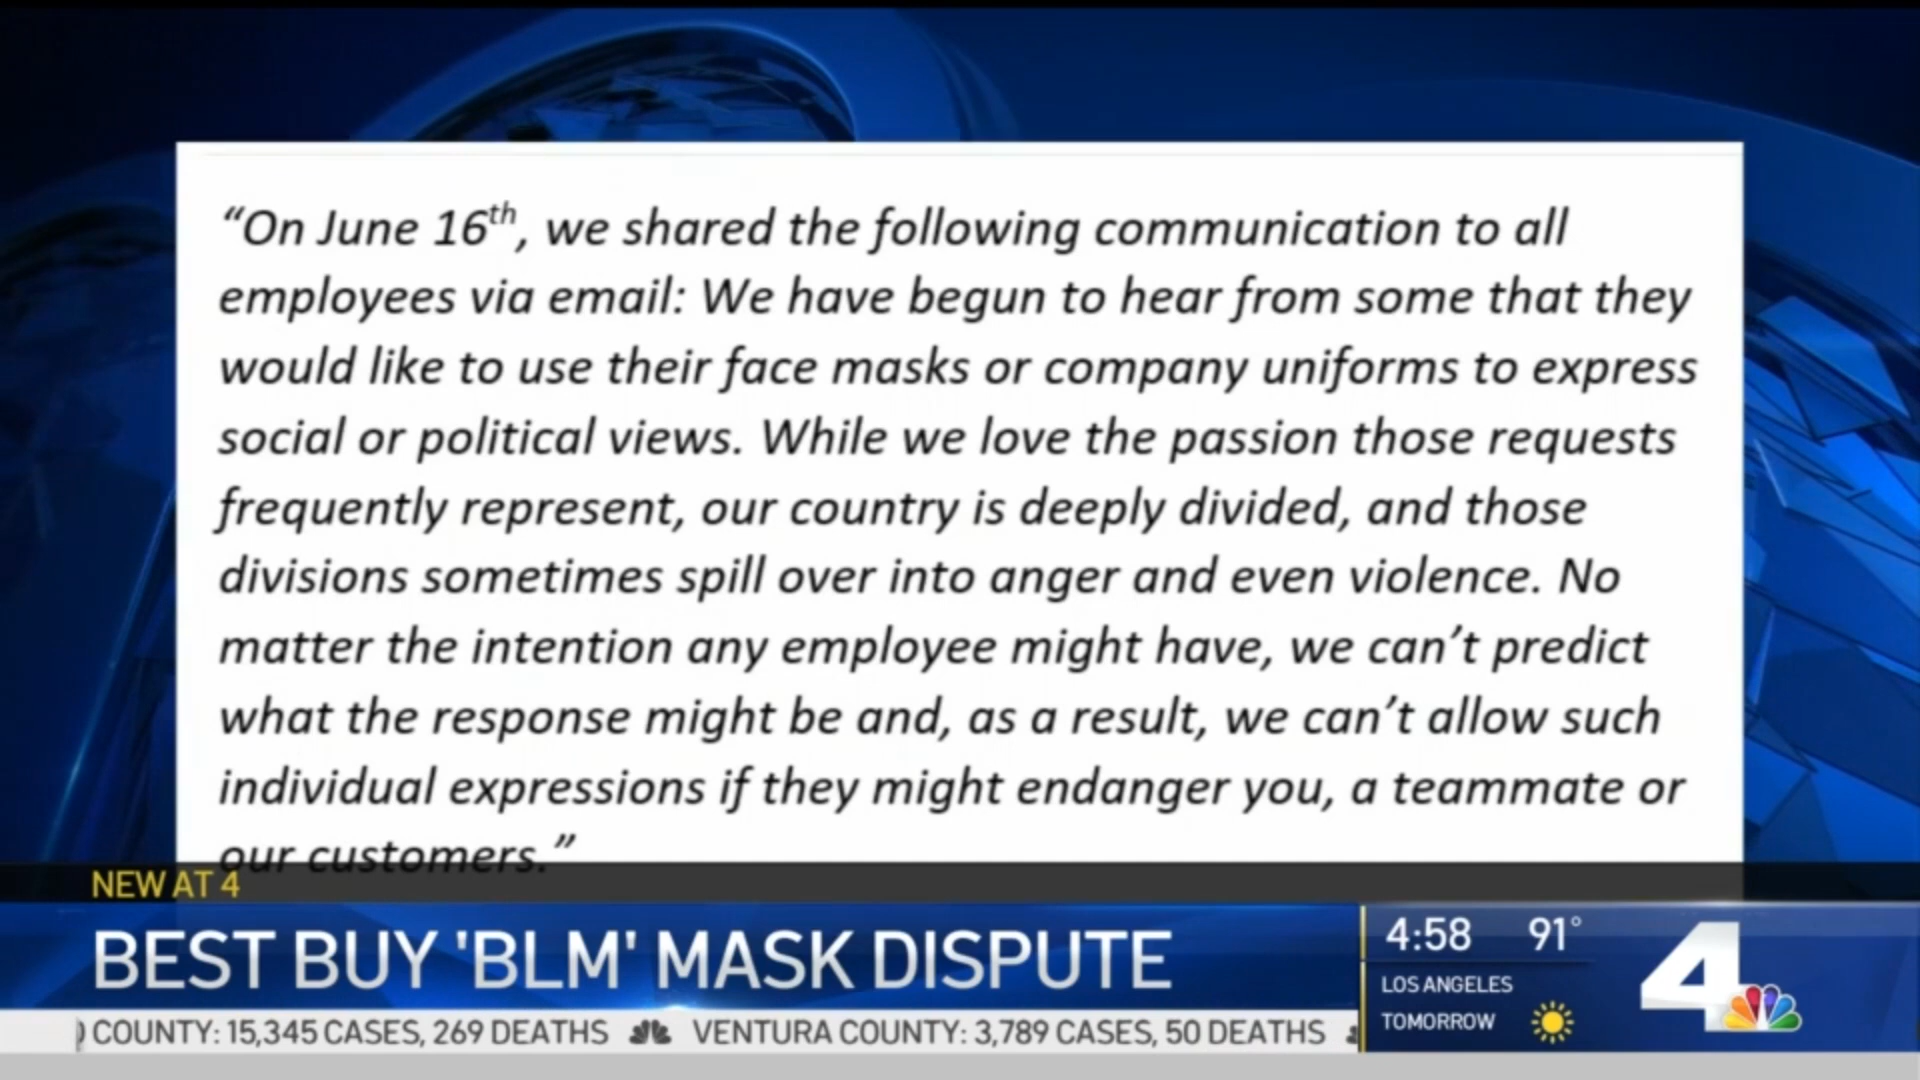 “On June 16th, we shared the following communication to all
employees via email: We have begun to hear from some that they
would like to use their face masks or company uniforms to express
social or political views. While we love the passion those requests
frequently represent, our country is deeply divided, and those
divisions sometimes spill over into anger and even violence. No
matter the intention any employee might have, we can’t predict
what the response might be and, as a result, we can’t allow such
individual expressions if they might endanger you, a teammate or
our customers.”
NEW AT 4
BEST BUY 'BLM' MASK DISPUTE
4:58 91°
LOS ANGELES
TOMORROW
4
COUNTY: 15,345 CASES, 269 DEATHS VENTURA COUNTY: 3,789 CASES, 50 DEATHS